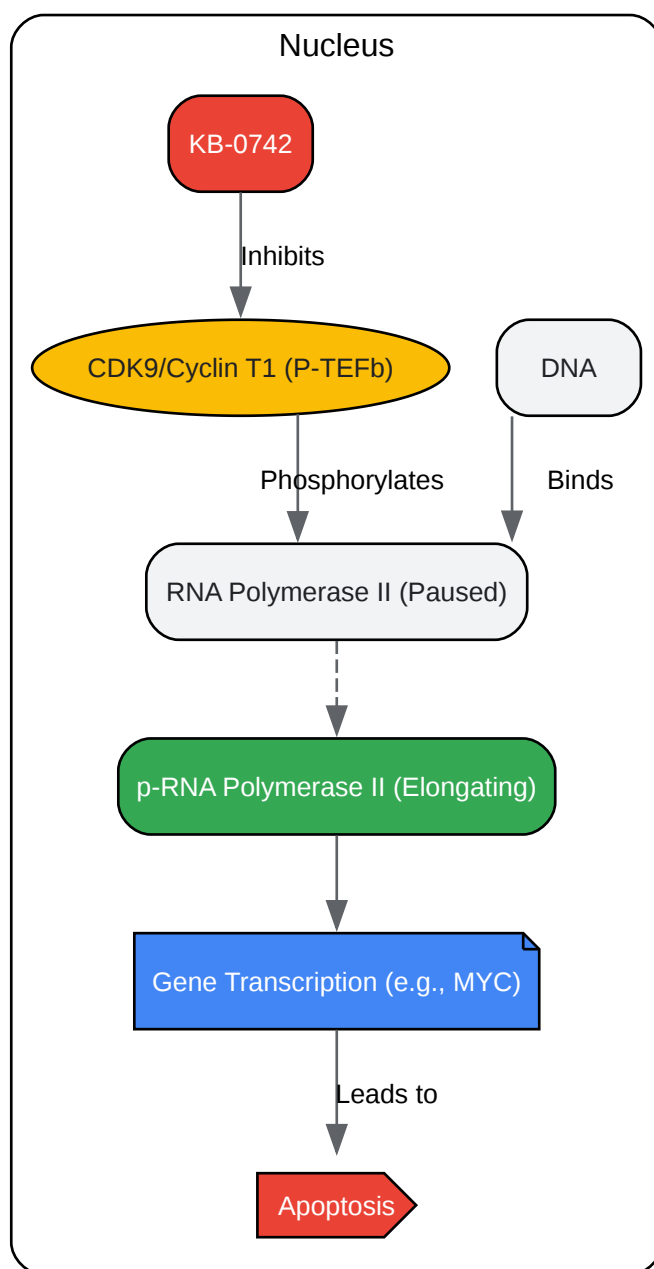 Nucleus
KB-0742
Inhibits
CDK9/Cyclin T1 (P-TEFb)
DNA
Phosphorylates
Binds
RNA Polymerase II (Paused)
p-RNA Polymerase II (Elongating)
Gene Transcription (e.g., MYC)
Leads to
Apoptosis